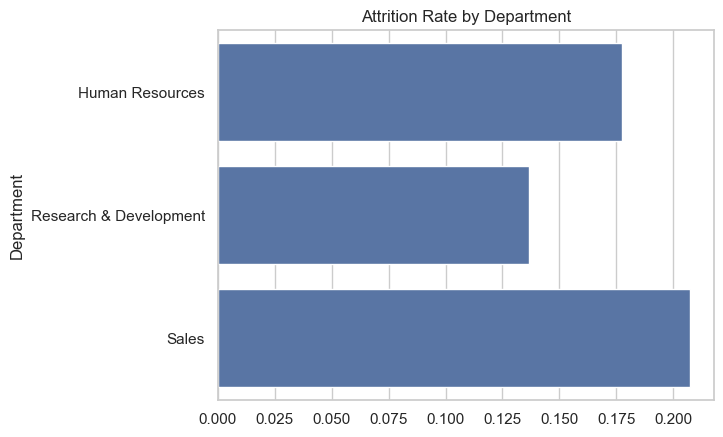 Attrition Rate by Department
Human Resources
Research & Development
Sales
Department
0.000 0.025 0.050 0.075 0.100 0.125 0.150 0.175 0.200